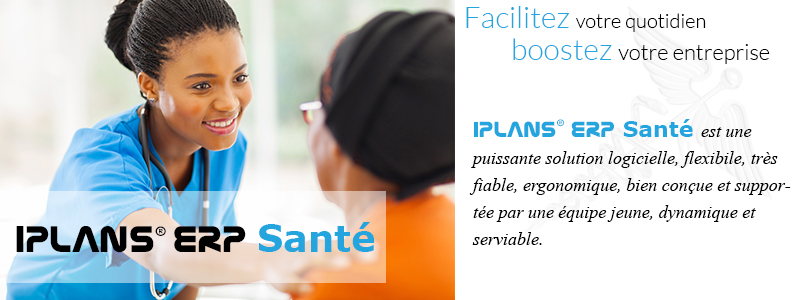 Facilitez votre quotidien
boostez votre entreprise
IPLANS® ERP Santé est une
puissante solution logicielle, flexible, très
fiable, ergonomique, bien conçue et suppor-
tée par une équipe jeune, dynamique et
serviable.
IPLANS® ERP Santé